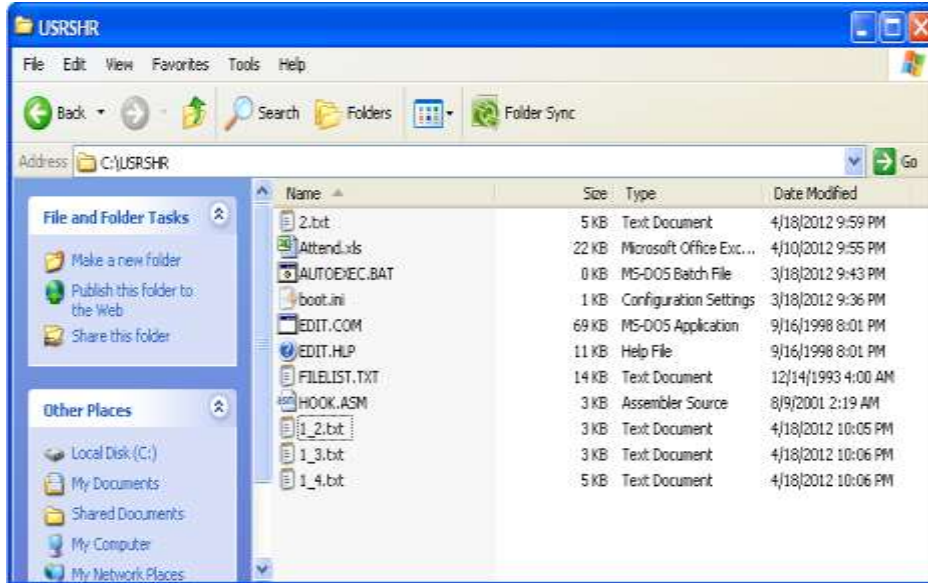 USRSHR
File Edit View Favorites Tools Help
Back Search Folders Folder Sync
Address C:\USRSHR Go
File and Folder Tasks
Make a new folder
Publish this folder to
the Web
Share this folder
Other Places
Local Disk (C:)
My Documents
Shared Documents
My Computer
My Network Places
Name Size Type Date Modified
2.txt 5 KB Text Document 4/18/2012 9:59 PM
Attend.xls 22 KB Microsoft Office Exc... 4/10/2012 9:55 PM
AUTOEXEC.BAT 0 KB MS-DOS Batch File 3/18/2012 9:43 PM
boot.ini 1 KB Configuration Settings 3/18/2012 9:36 PM
EDIT.COM 69 KB MS-DOS Application 9/16/1998 8:01 PM
EDIT.HLP 11 KB Help File 9/16/1998 8:01 PM
FILELIST.TXT 14 KB Text Document 12/14/1993 4:00 AM
HOOK.ASM 3 KB Assembler Source 8/9/2001 2:19 AM
1_2.txt 3 KB Text Document 4/18/2012 10:05 PM
1_3.txt 3 KB Text Document 4/18/2012 10:06 PM
1_4.txt 5 KB Text Document 4/18/2012 10:06 PM